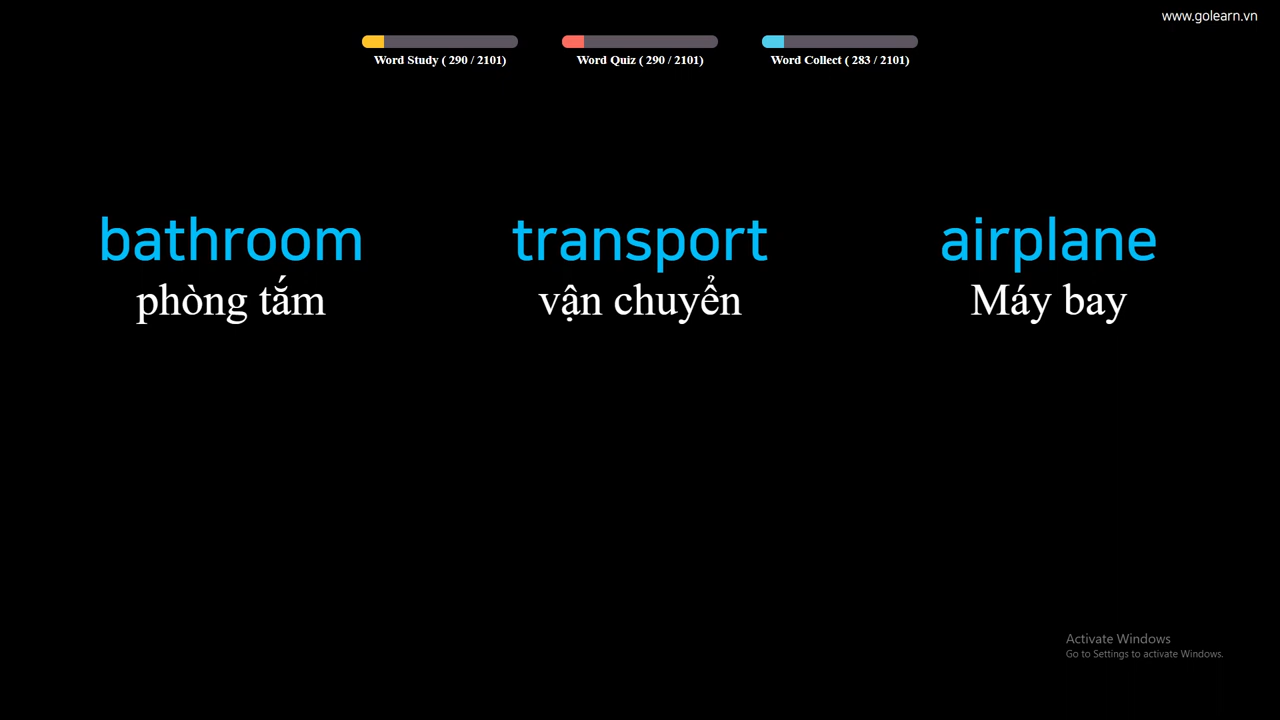 www.golearn.vn
Word Study ( 290 / 2101) Word Quiz ( 290 / 2101) Word Collect ( 283 / 2101)
bathroom transport airplane
phòng tắm vận chuyển Máy bay
Activate Windows
Go to Settings to activate Windows.